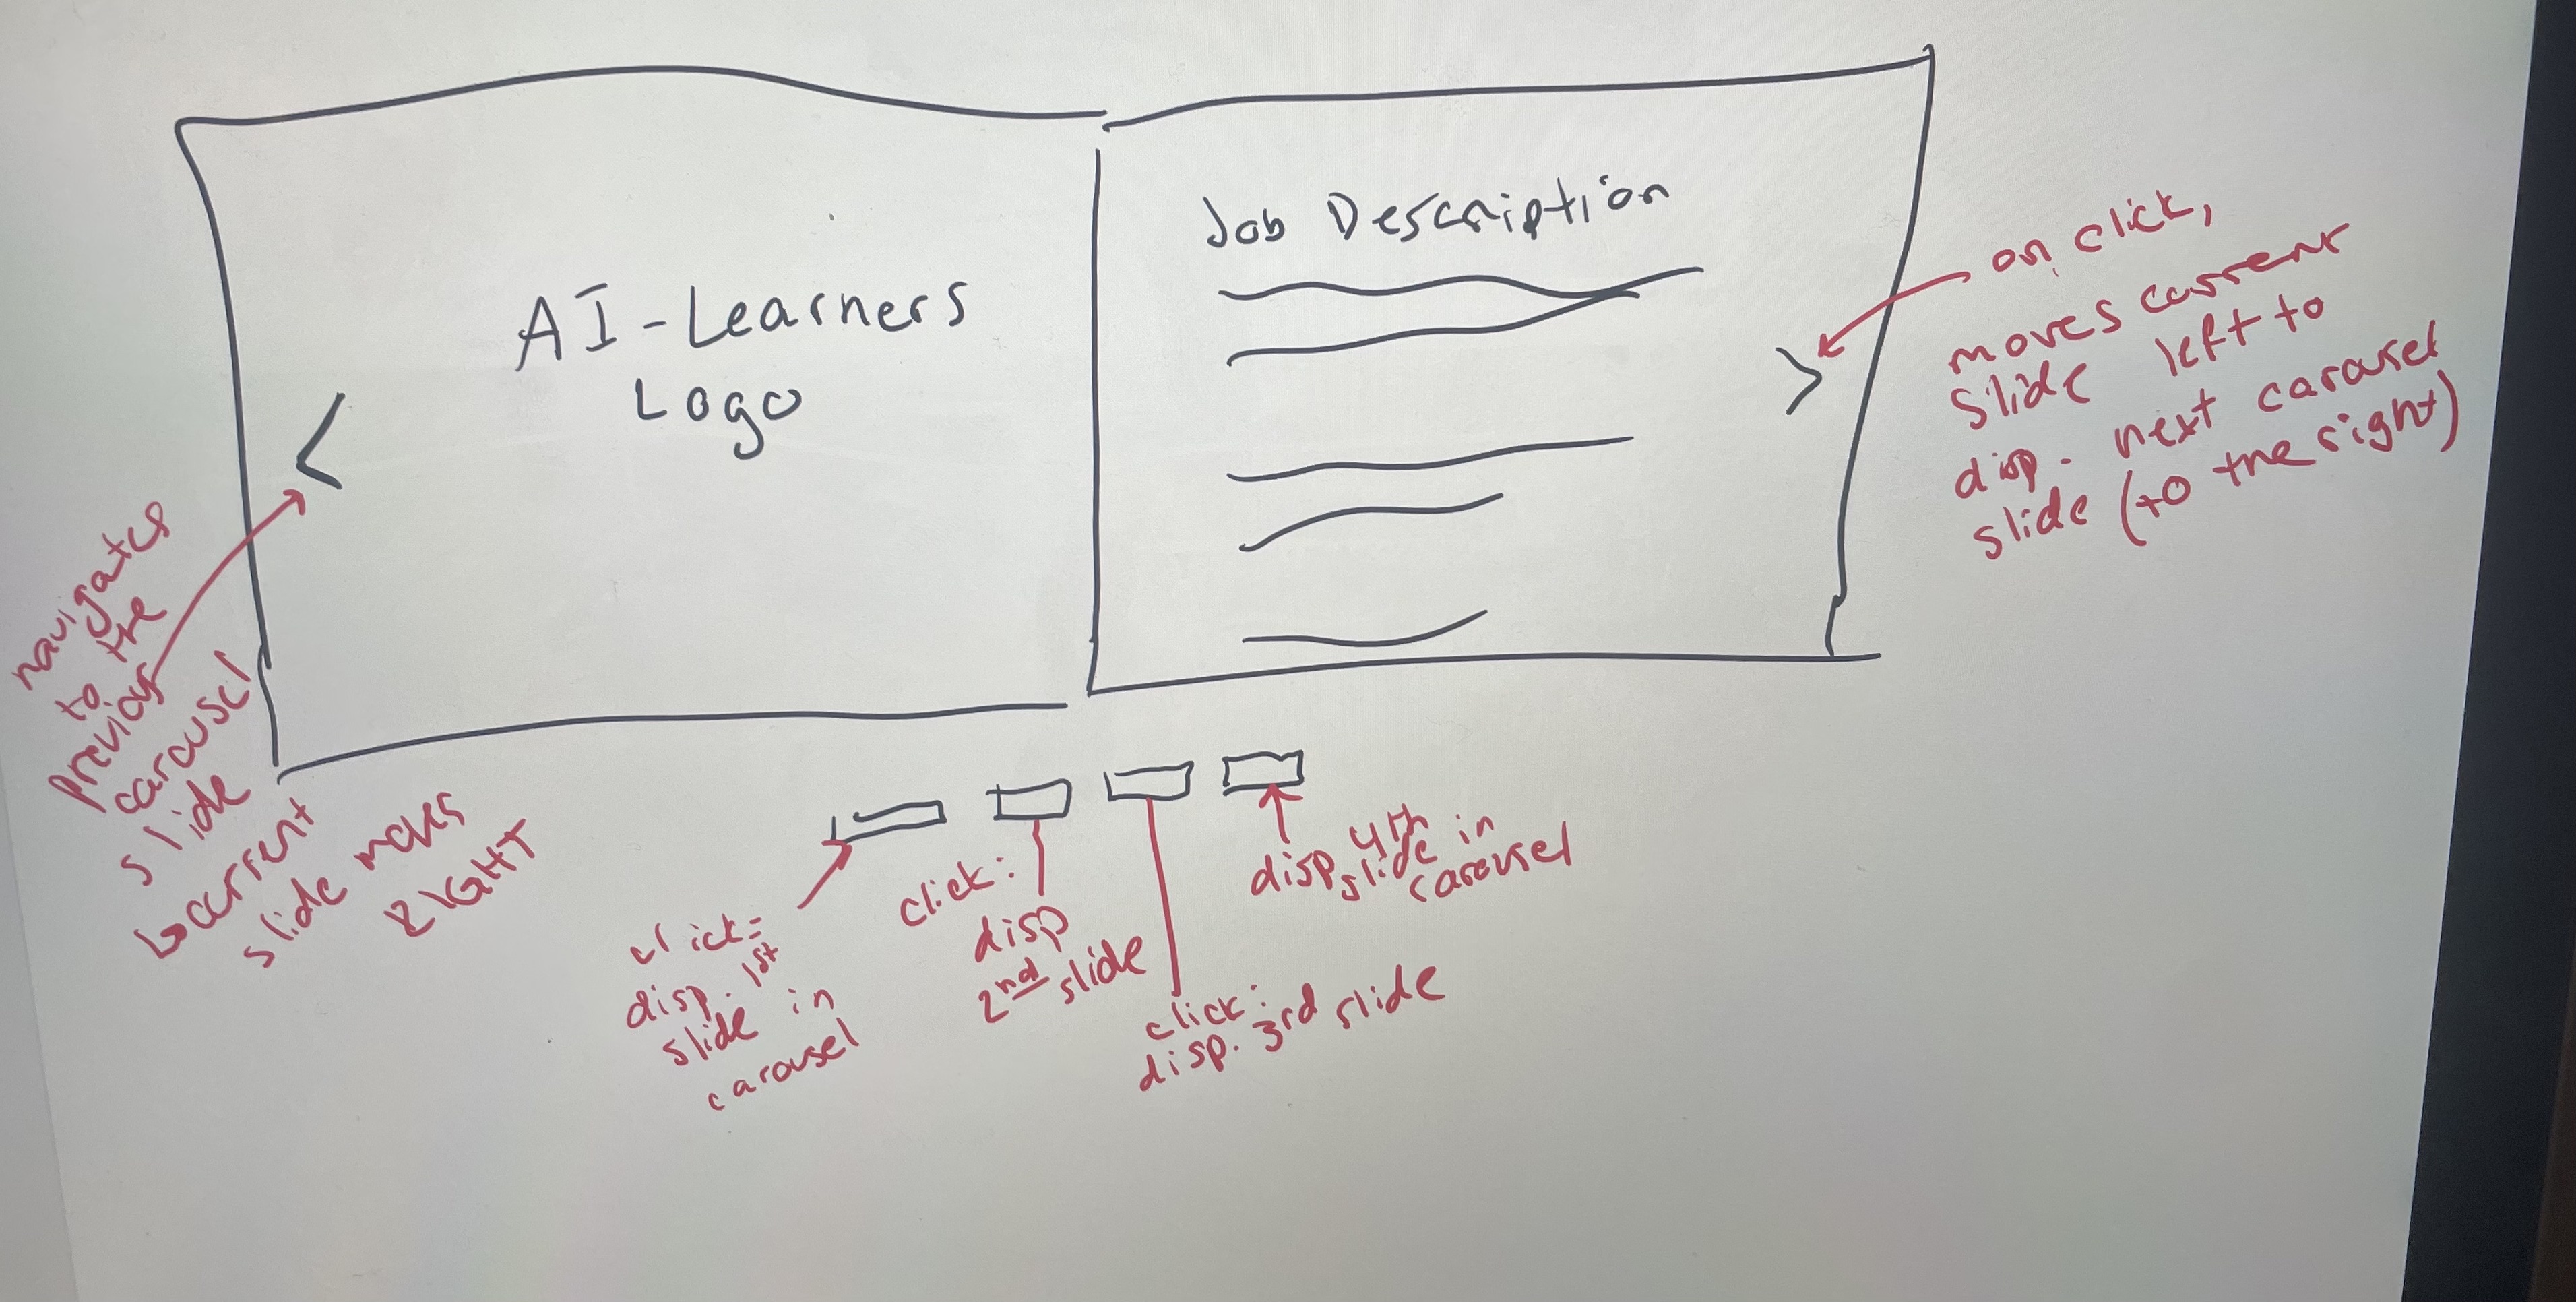 AI-Learners
Logo
Job Description
<
>
on click,
moves current
slide left to
disp. next carousel
slide (to the right)
navigates
to the
previous
carousel
slide
↳current
slide moves
RIGHT
click:
disp. 1st
slide in
carousel
click:
disp
2nd slide
click:
disp. 3rd slide
disp 4th
slide in
carousel